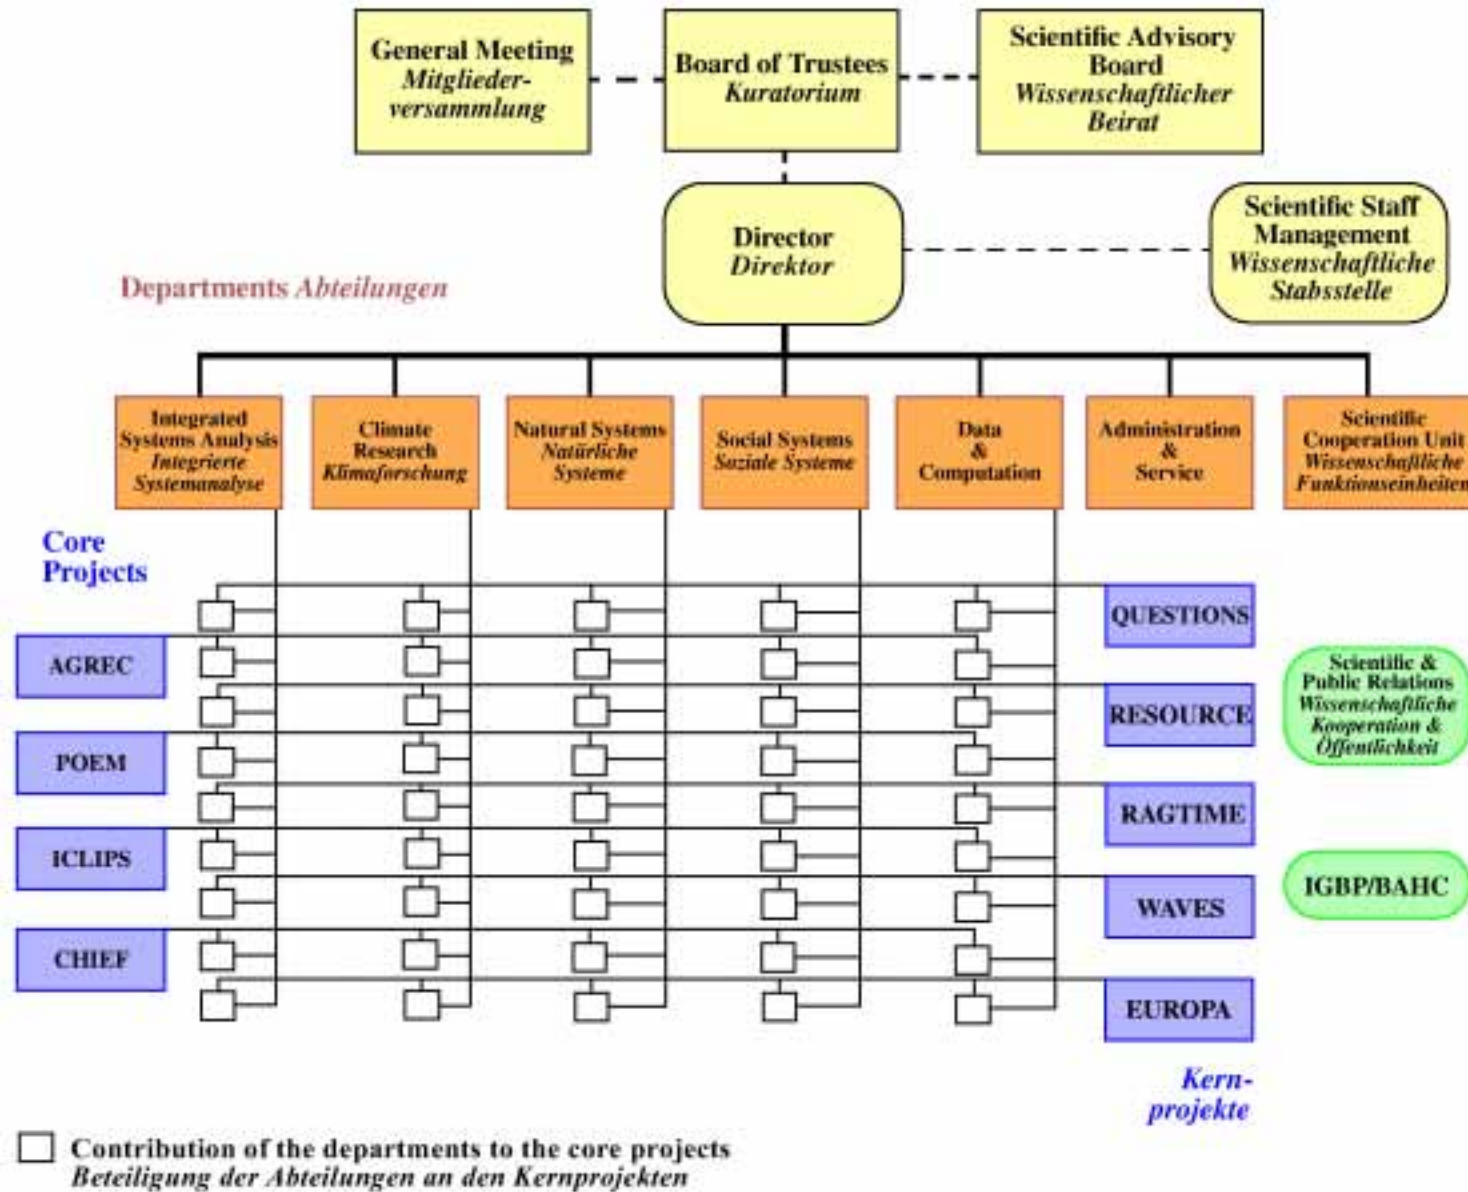 General Meeting
Mitglieder-
versammlung
Board of Trustees
Kuratorium
Scientific Advisory
Board
Wissenschaftlicher
Beirat
Director
Direktor
Scientific Staff
Management
Wissenschaftliche
Stabsstelle
Departments Abteilungen
Integrated
Systems Analysis
Integrierte
Systemanalyse
Climate
Research
Klimaforschung
Natural Systems
Natürliche
Systeme
Social Systems
Soziale Systeme
Data
&
Computation
Administration
&
Service
Scientific
Cooperation Unit
Wissenschaftliche
Funktionseinheiten
Core
Projects
QUESTIONS
AGREC
RESOURCE
POEM
RAGTIME
ICLIPS
WAVES
CHIEF
EUROPA
Scientific &
Public Relations
Wissenschaftliche
Kooperation &
Öffentlichkeit
IGBP/BAHC
Kern-
projekte
Contribution of the departments to the core projects
Beteiligung der Abteilungen an den Kernprojekten